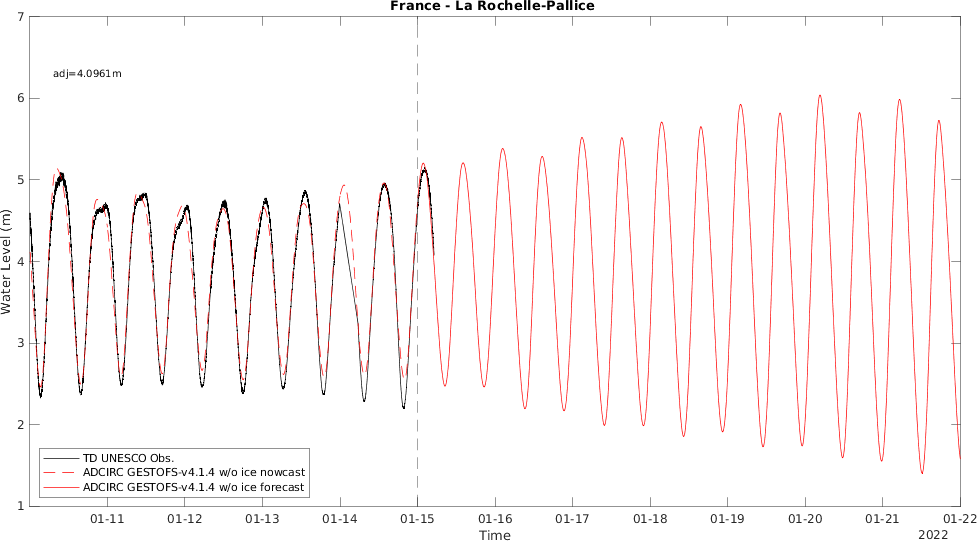 France - La Rochelle-Pallice
7
6
5
4
3
2
1
Water Level (m)
adj=4.0961m
TD UNESCO Obs.
ADCIRC GESTOFS-v4.1.4 w/o ice nowcast
ADCIRC GESTOFS-v4.1.4 w/o ice forecast
01-11 01-12 01-13 01-14 01-15 01-16 01-17 01-18 01-19 01-20 01-21 01-22
Time
2022